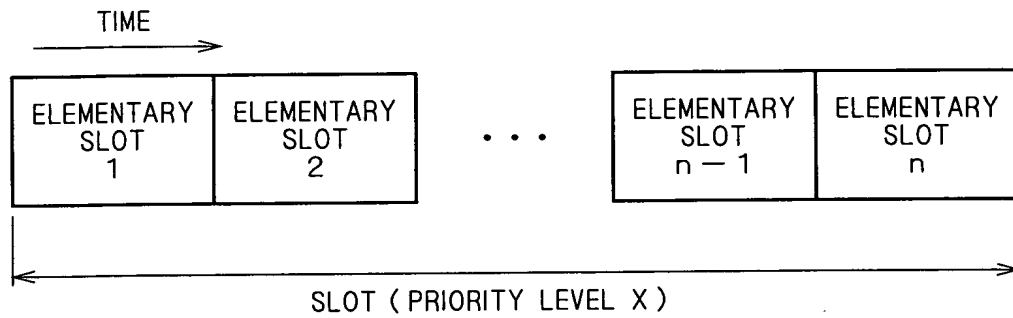 TIME
ELEMENTARY
SLOT
1
ELEMENTARY
SLOT
2
• • •
ELEMENTARY
SLOT
n − 1
ELEMENTARY
SLOT
n
SLOT ( PRIORITY LEVEL X )